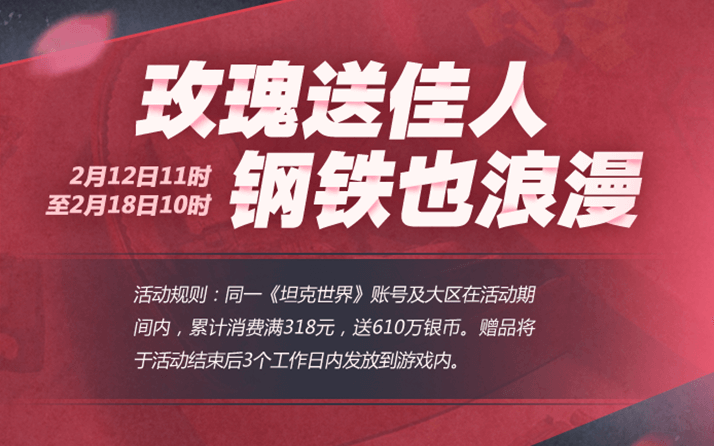 玫瑰送佳人
2月12日11时
至2月18日10时
钢铁也浪漫
活动规则：同一《坦克世界》账号及大区在活动期
间内，累计消费满318元，送610万银币。赠品将
于活动结束后3个工作日内发放到游戏内。